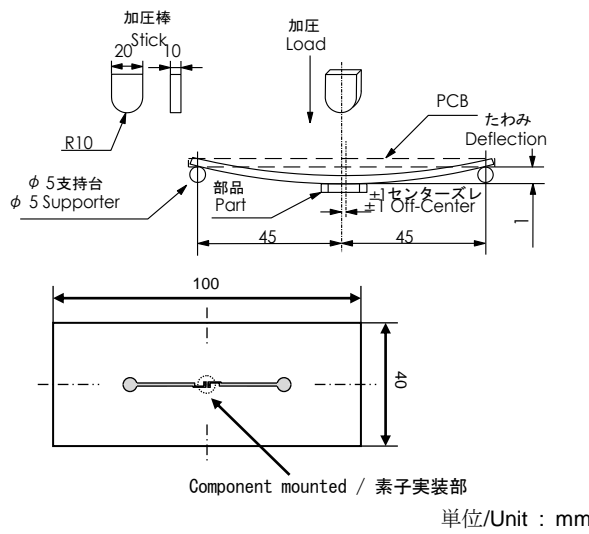 加圧棒
Stick
20
10
R10
加圧
Load
PCB
たわみ
Deflection
φ 5支持台
φ 5 Supporter
部品
Part
±1センターズレ
±1 Off-Center
1
45
45
100
40
Component mounted / 素子実装部
単位/Unit : mm